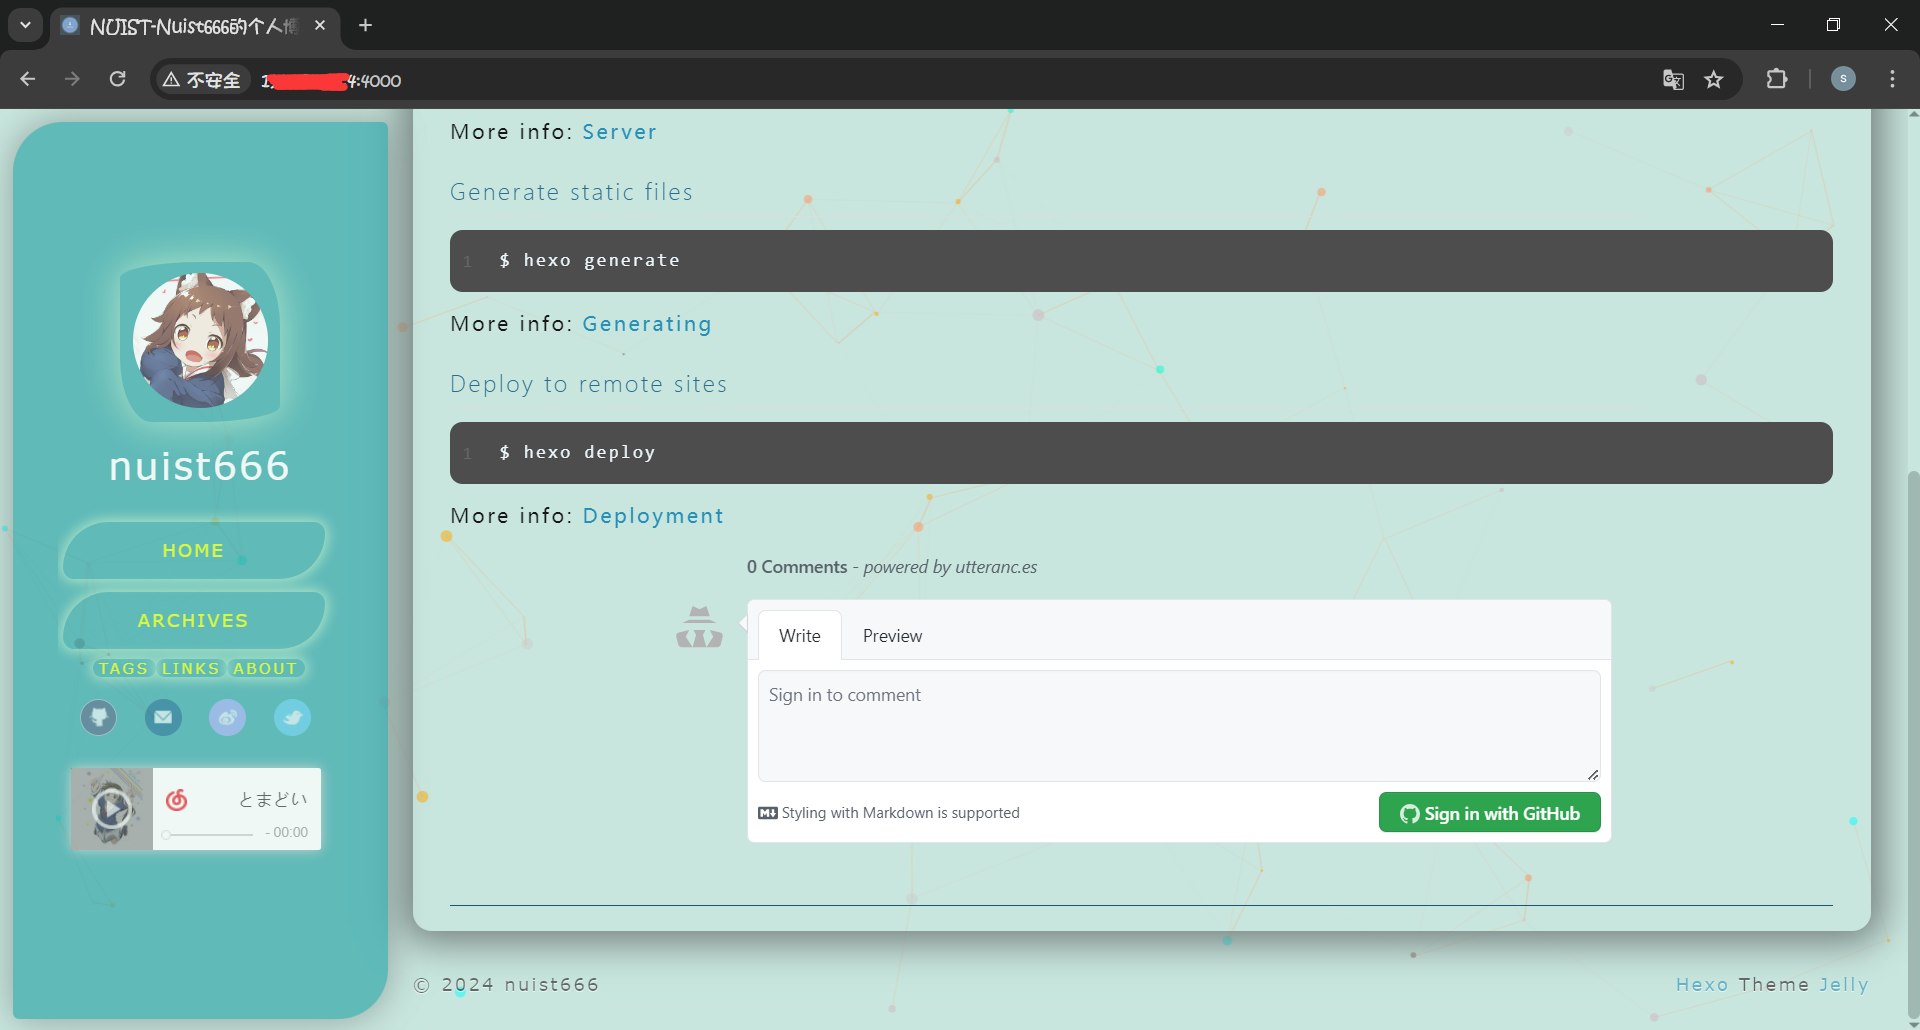 NUIST-Nuist666的个人博
不安全
4:4000
S
nuist666
HOME
ARCHIVES
TAGS LINKS ABOUT
とまどい
- 00:00
More info: Server
Generate static files
1 $ hexo generate
More info: Generating
Deploy to remote sites
1 $ hexo deploy
More info: Deployment
0 Comments - powered by utteranc.es
Write Preview
Sign in to comment
Styling with Markdown is supported
Sign in with GitHub
© 2024 nuist666
Hexo Theme Jelly